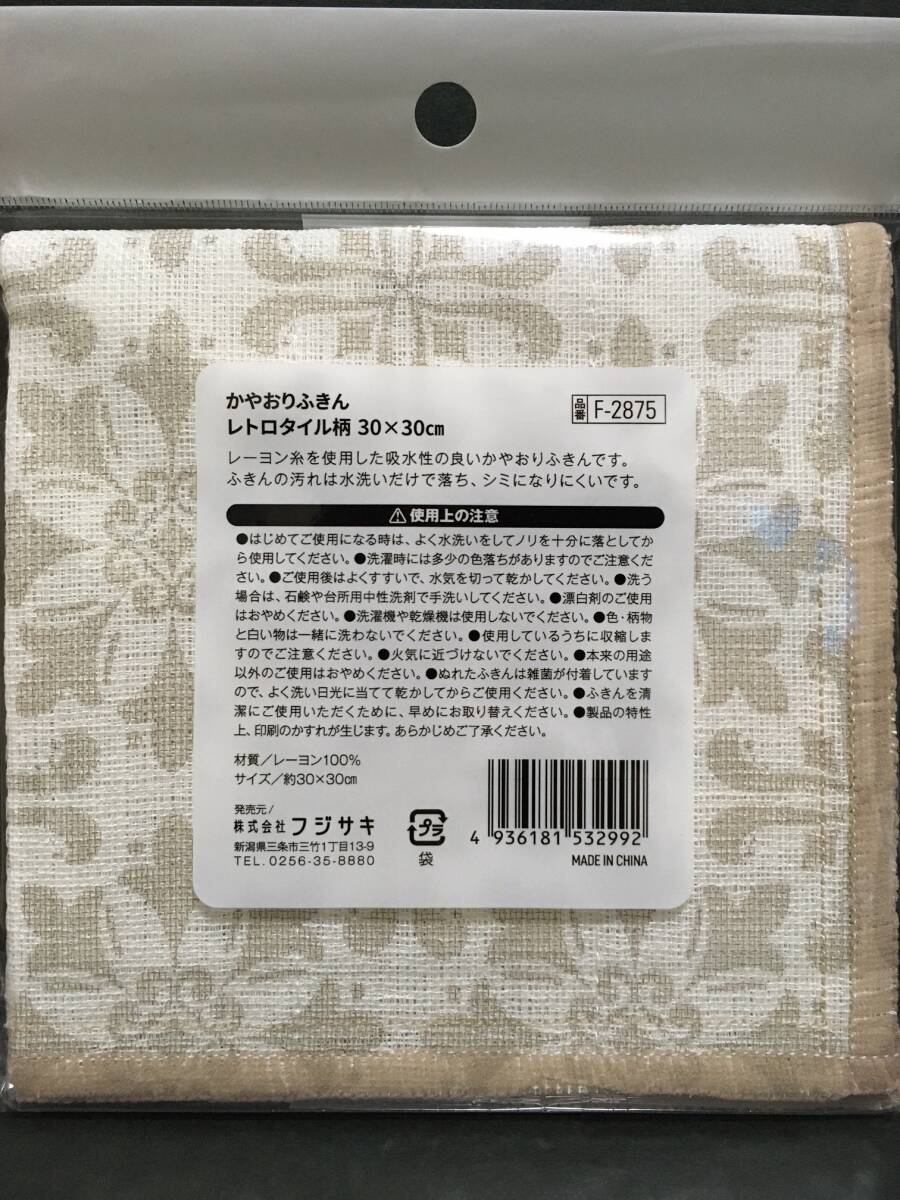 かやおりふきん
レトロタイル柄 30×30㎝
品番 F-2875
レーヨン糸を使用した吸水性の良いかやおりふきんです。
ふきんの汚れは水洗いだけで落ち、シミになりにくいです。
⚠使用上の注意
●はじめてご使用になる時は、よく水洗いをしてノリを十分に落としてか
ら使用してください。●洗濯時には多少の色落ちがありますのでご注意くだ
さい。●ご使用後はよくすすいで、水気を切って乾かしてください。●洗う
場合は、石鹸や台所用中性洗剤で手洗いしてください。●漂白剤のご使用
はおやめください。●洗濯機や乾燥機は使用しないでください。●色・柄物
と白い物は一緒に洗わないでください。●使用しているうちに収縮しま
すのでご注意ください。●火気に近づけないでください。●本来の用途
以外のご使用はおやめください。●ぬれたふきんは雑菌が付着しています
ので、よく洗い日光に当てて乾かしてからご使用ください。●ふきんを清
潔にご使用いただくために、早めにお取り替えください。●製品の特性
上、印刷のかすれが生じます。あらかじめご了承ください。
材質／レーヨン100%
サイズ／約30×30㎝
発売元/
株式会社フジサキ
新潟県三条市三竹1丁目13-9
TEL.0256-35-8880
プラ
袋
4 936181 532992
MADE IN CHINA